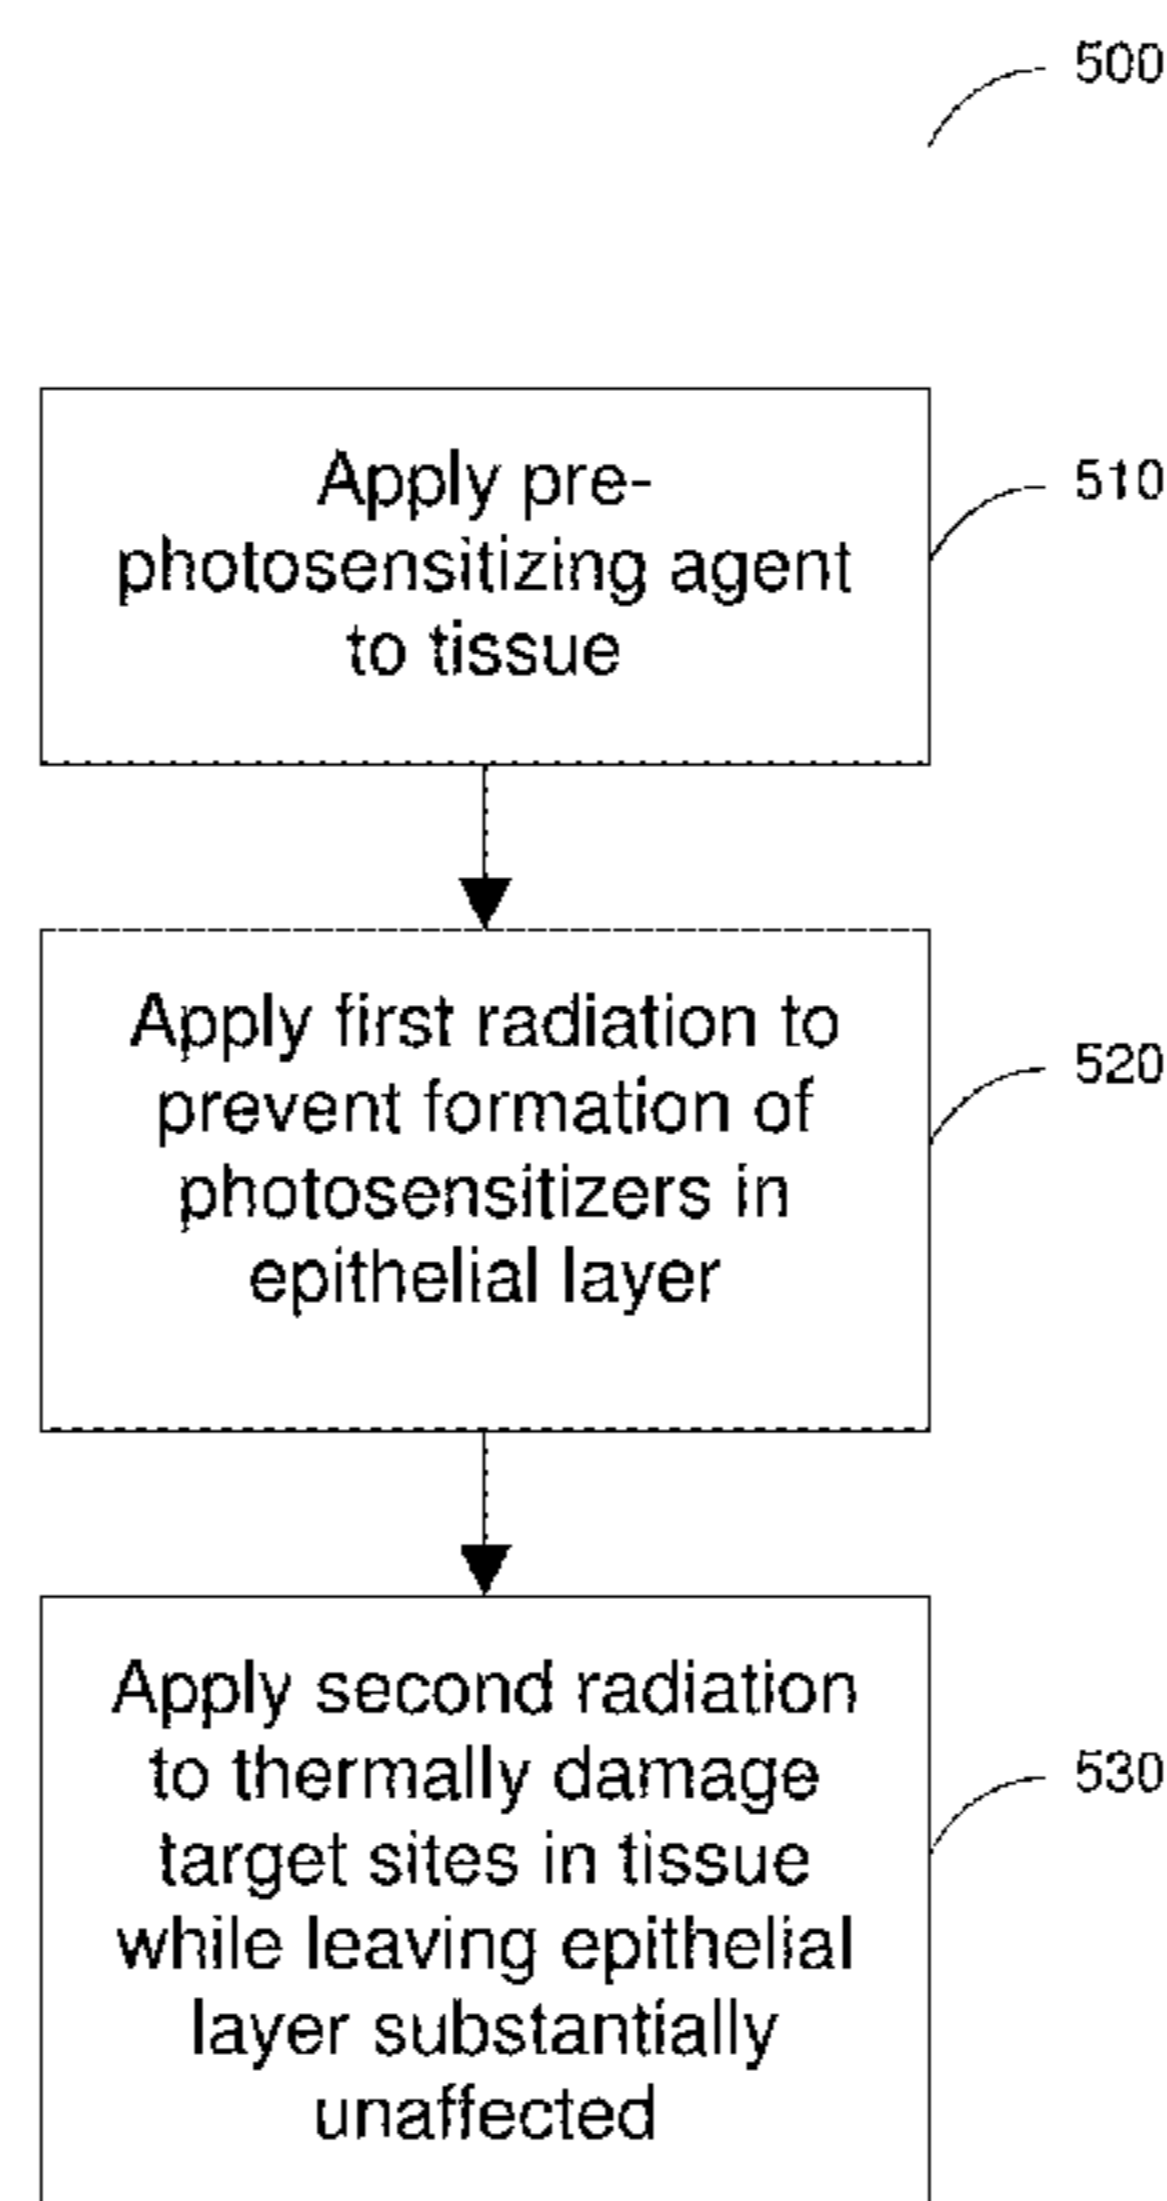 500
Apply pre-
photosensitizing agent
to tissue
510
Apply first radiation to
prevent formation of
photosensitizers in
epithelial layer
520
Apply second radiation
to thermally damage
target sites in tissue
while leaving epithelial
layer substantially
unaffected
530